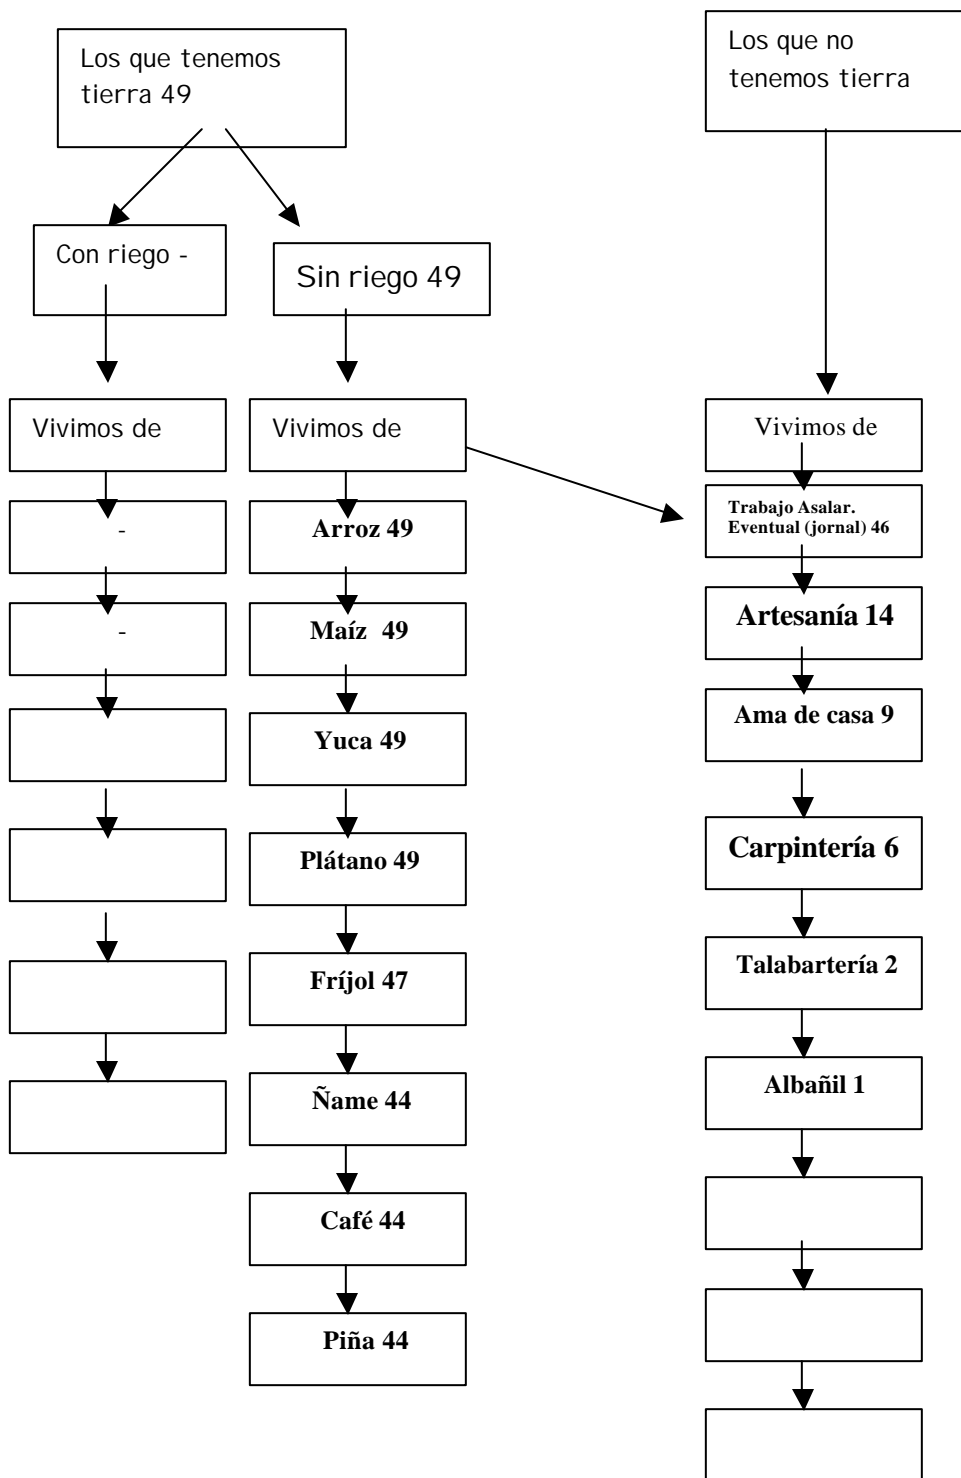 Los que tenemos
tierra 49
Los que no
tenemos tierra
Con riego -
Sin riego 49
Vivimos de
Vivimos de
Vivimos de
-
Arroz 49
Trabajo Asalar.
Eventual (jornal) 46
-
Maíz 49
Artesanía 14
Yuca 49
Ama de casa 9
Plátano 49
Carpintería 6
Fríjol 47
Talabartería 2
Ñame 44
Albañil 1
Café 44
Piña 44